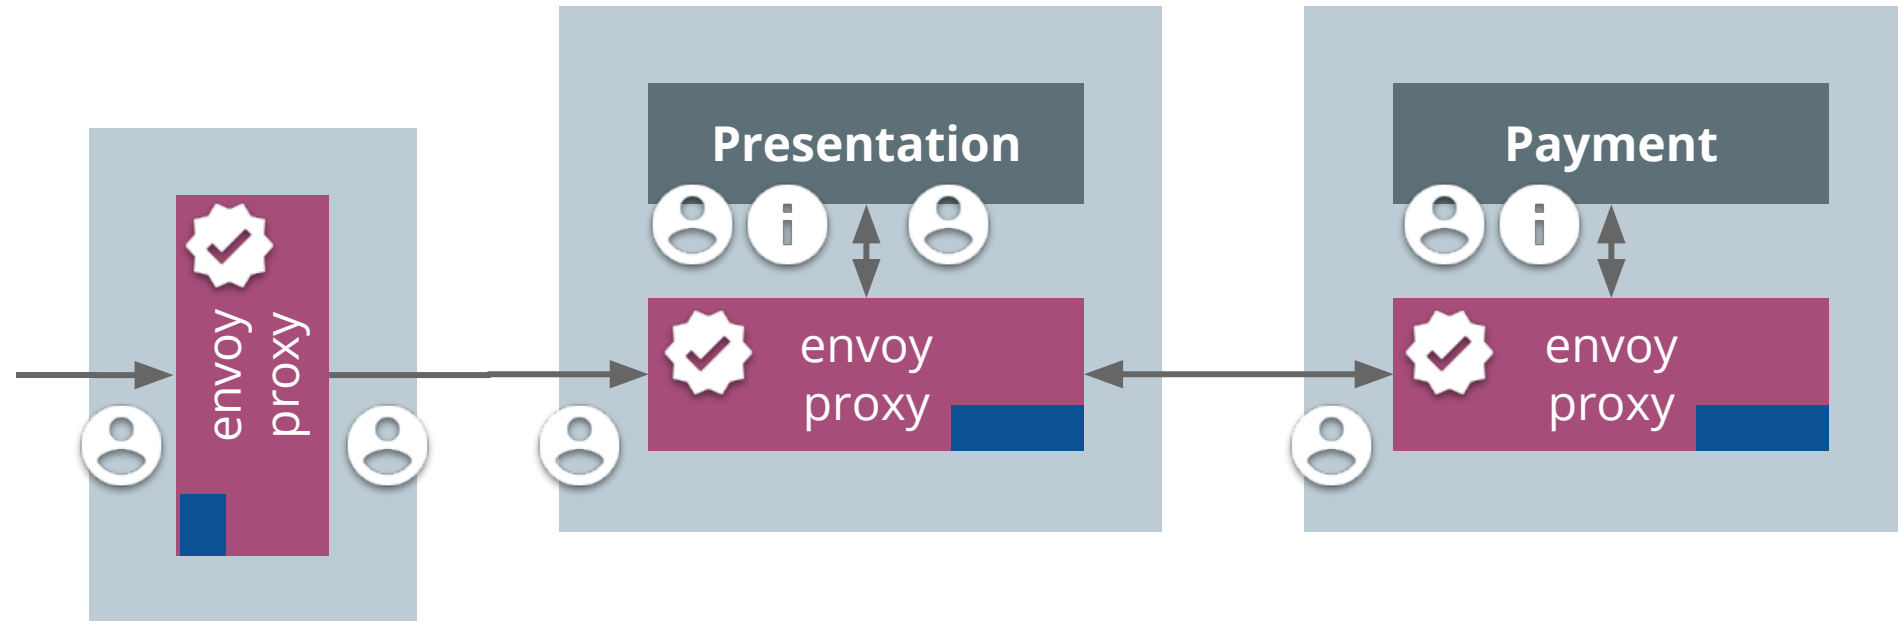 envoy
proxy
Presentation
envoy
proxy
Payment
envoy
proxy